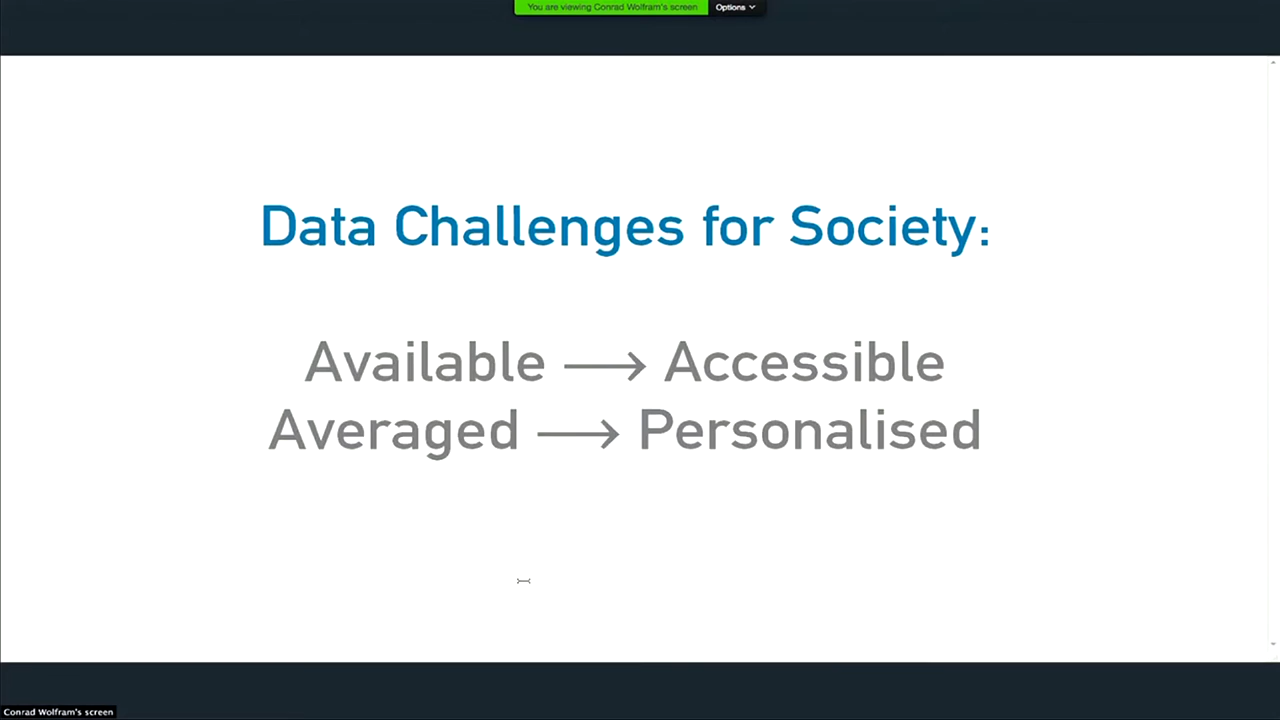 You are viewing Conrad Wolfram's screen Options
Data Challenges for Society:
Available ⟶ Accessible
Averaged ⟶ Personalised
Conrad Wolfram's screen